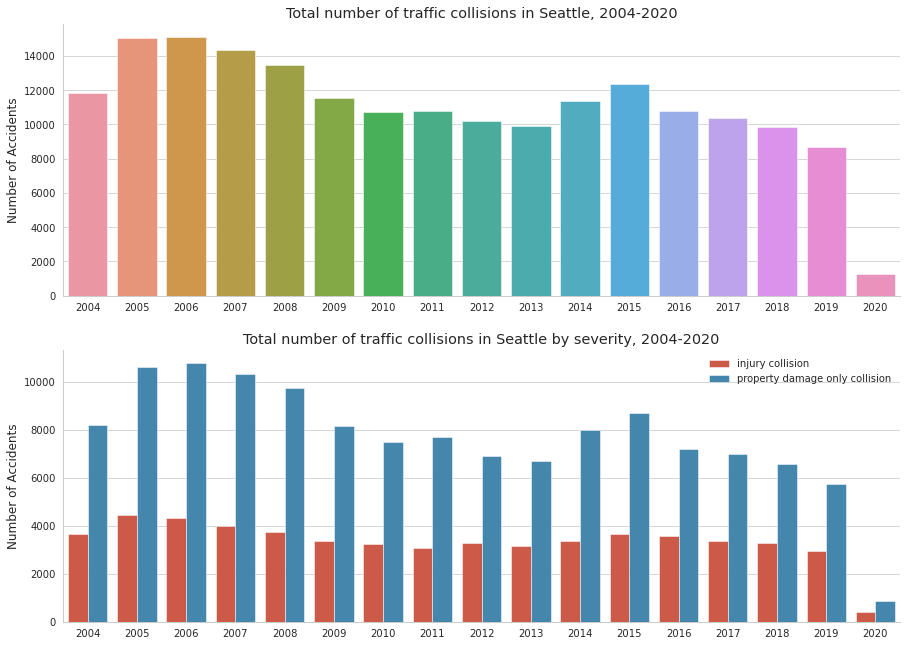 Total number of traffic collisions in Seattle, 2004-2020
Number of Accidents
14000
12000
10000
8000
6000
4000
2000
0
2004 2005 2006 2007 2008 2009 2010 2011 2012 2013 2014 2015 2016 2017 2018 2019 2020
Total number of traffic collisions in Seattle by severity, 2004-2020
injury collision
property damage only collision
Number of Accidents
10000
8000
6000
4000
2000
0
2004 2005 2006 2007 2008 2009 2010 2011 2012 2013 2014 2015 2016 2017 2018 2019 2020